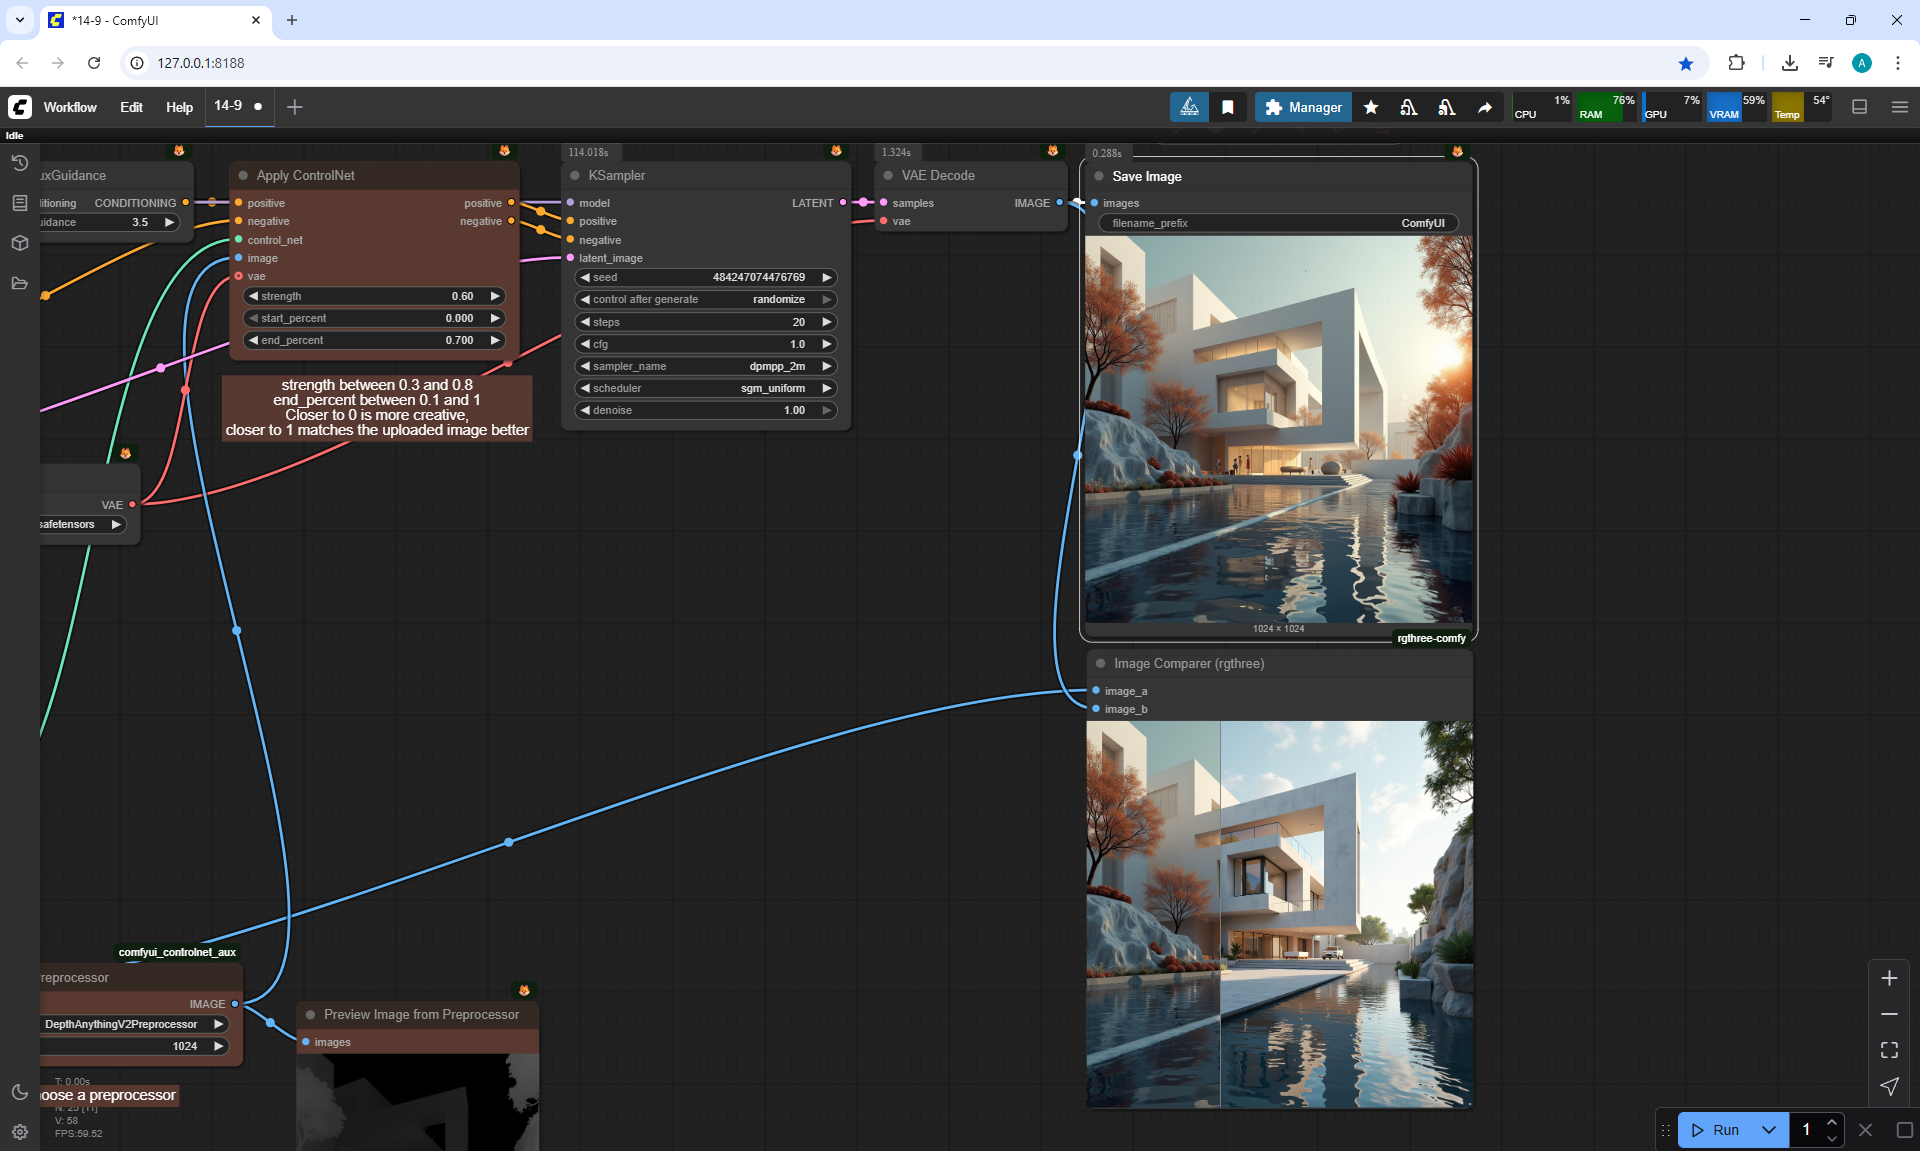 *14-9 - ComfyUI
127.0.0.1:8188
A
Workflow
Edit
Help
14-9
Manager
CPU
1%
RAM
76%
GPU
7%
VRAM
59%
Temp
54°
Idle
114.018s
1.324s
0.288s
uxGuidance
Apply ControlNet
KSampler
VAE Decode
Save Image
itioning
CONDITIONING
positive
positive
model
LATENT
samples
IMAGE
images
uidance
3.5
negative
negative
positive
vae
filename_prefix
ComfyUI
control_net
negative
image
latent_image
vae
seed
484247074476769
strength
0.60
control after generate
randomize
start_percent
0.000
steps
20
end_percent
0.700
cfg
1.0
sampler_name
dpmpp_2m
scheduler
sgm_uniform
denoise
1.00
strength between 0.3 and 0.8
end_percent between 0.1 and 1
Closer to 0 is more creative,
closer to 1 matches the uploaded image better
VAE
safetensors
1024 × 1024
rgthree-comfy
Image Comparer (rgthree)
image_a
image_b
comfyui_controlnet_aux
reprocessor
IMAGE
DepthAnythingV2Preprocessor
1024
Preview Image from Preprocessor
images
T: 0.00s
oose a preprocessor
V: 58
FPS:59.52
Run
1